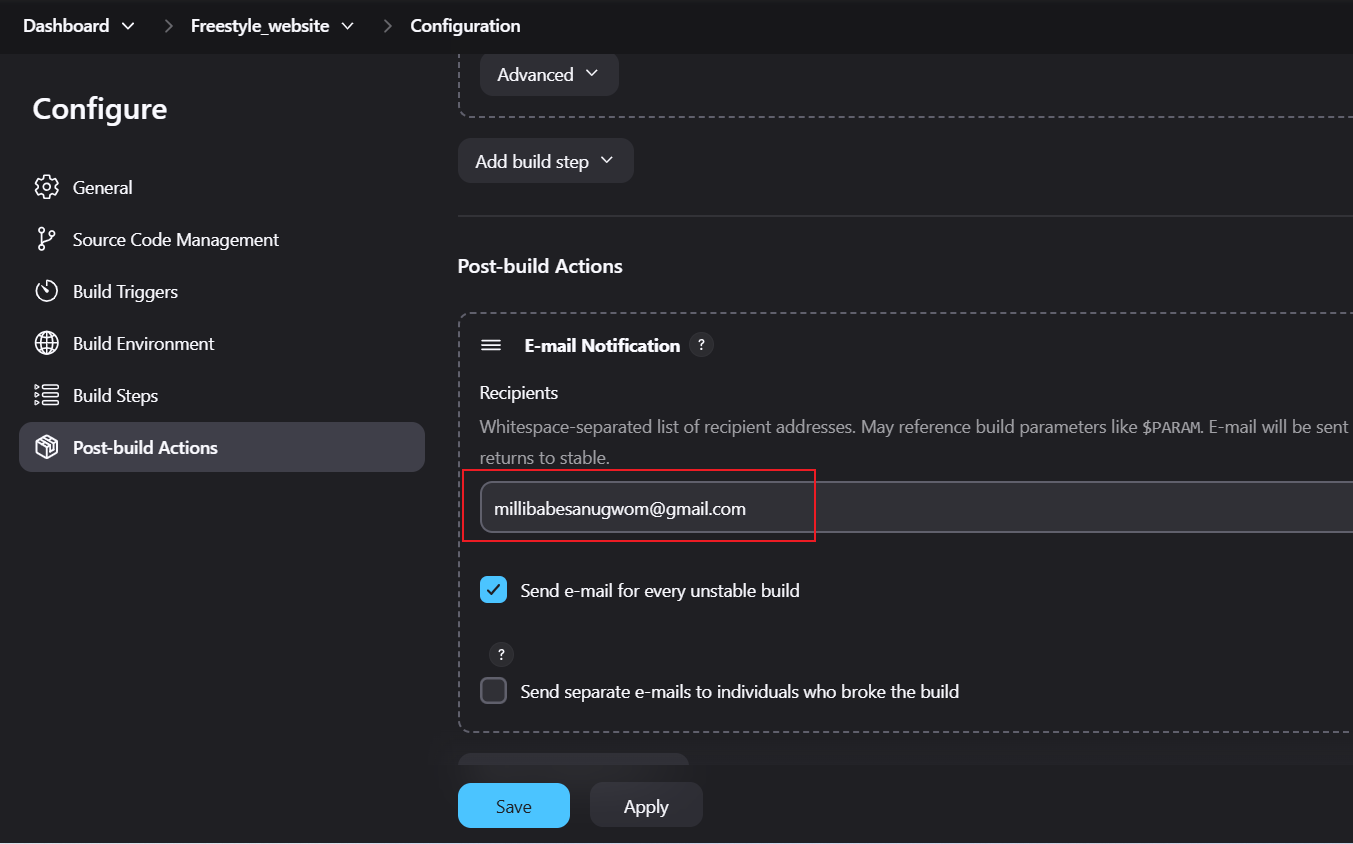 Dashboard Freestyle_website Configuration
Configure
General
Source Code Management
Build Triggers
Build Environment
Build Steps
Post-build Actions
Advanced
Add build step
Post-build Actions
E-mail Notification ?
Recipients
Whitespace-separated list of recipient addresses. May reference build parameters like $PARAM. E-mail will be sent
returns to stable.
millibabesanugwom@gmail.com
Send e-mail for every unstable build
?
Send separate e-mails to individuals who broke the build
Save Apply